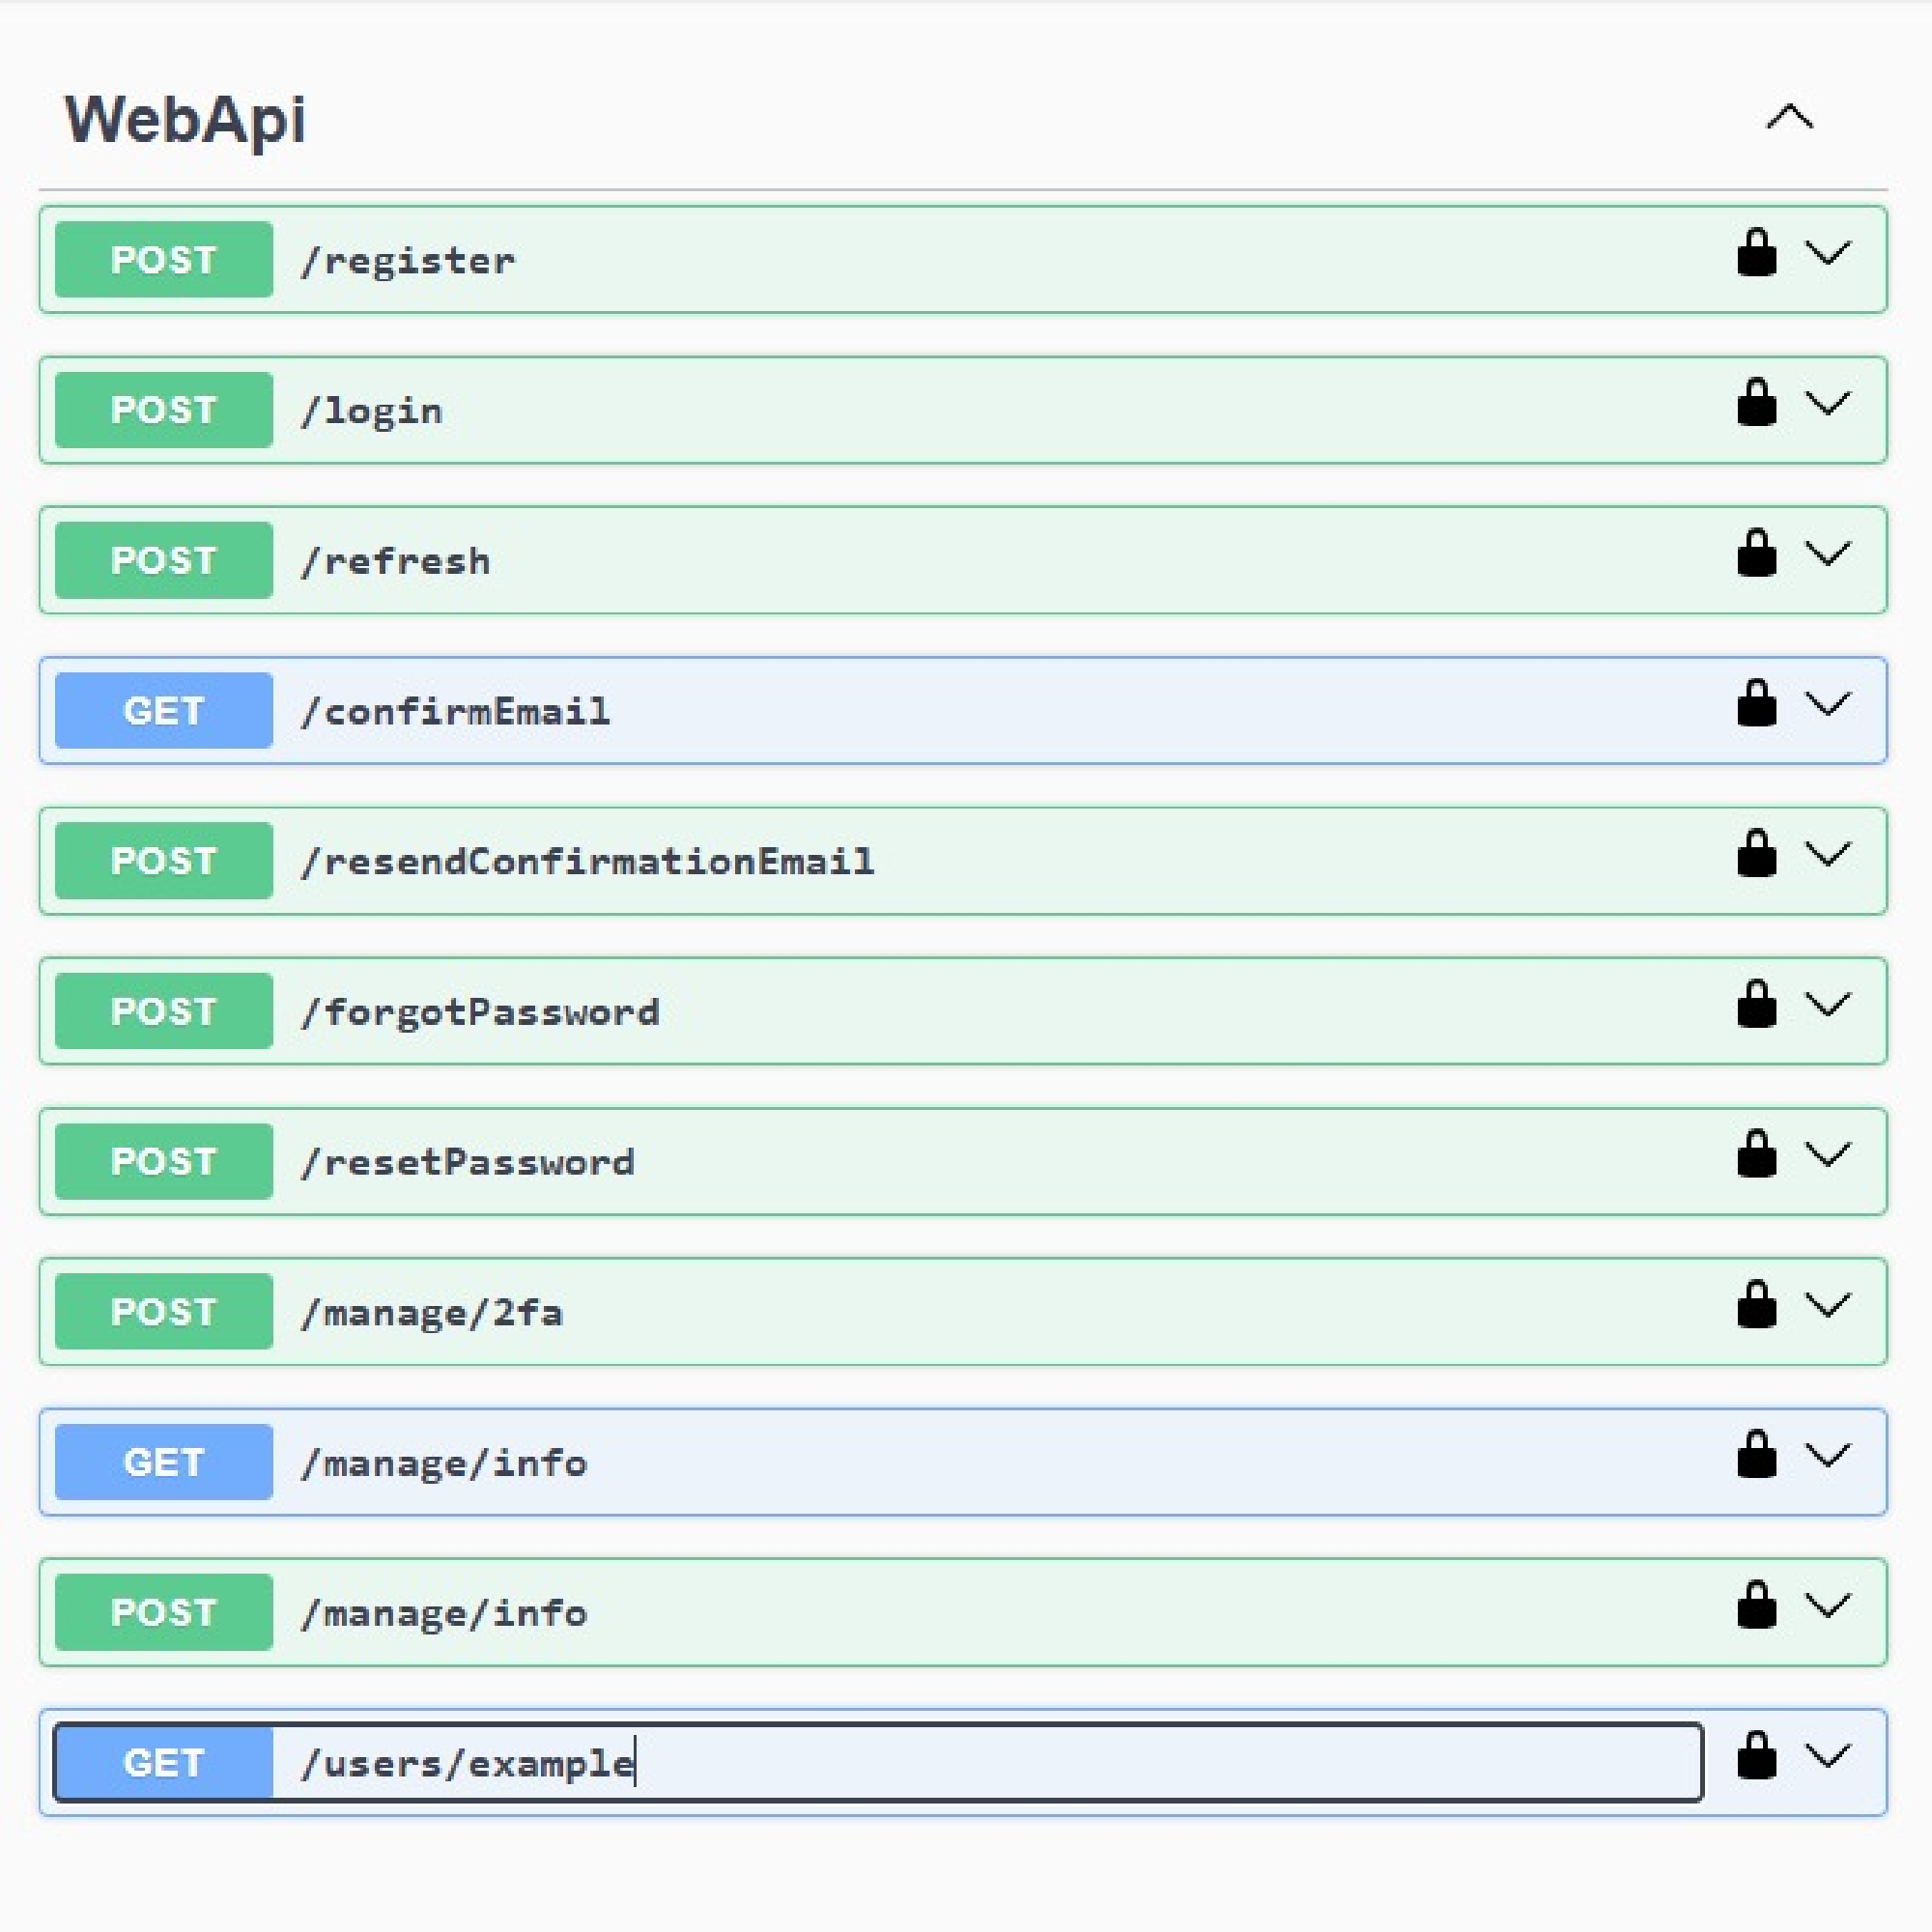 WebApi
POST /register
POST /login
POST /refresh
GET /confirmEmail
POST /resendConfirmationEmail
POST /forgotPassword
POST /resetPassword
POST /manage/2fa
GET /manage/info
POST /manage/info
GET /users/example